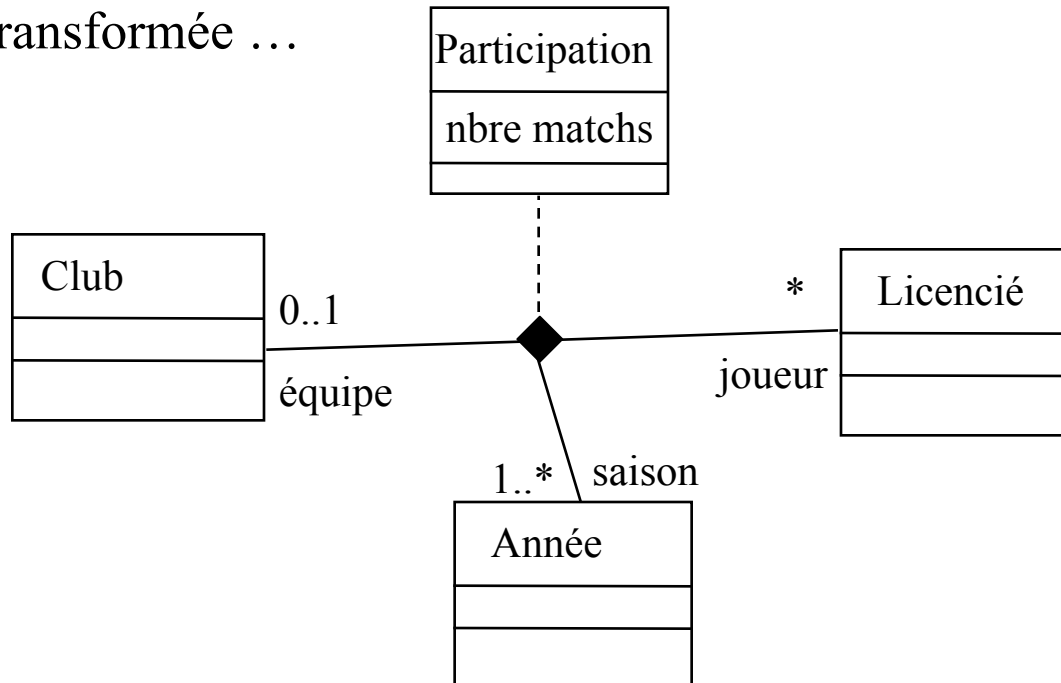 ransformée …
Participation
nbre matchs
Club
0..1
*
Licencié
équipe
joueur
1..*
saison
Année